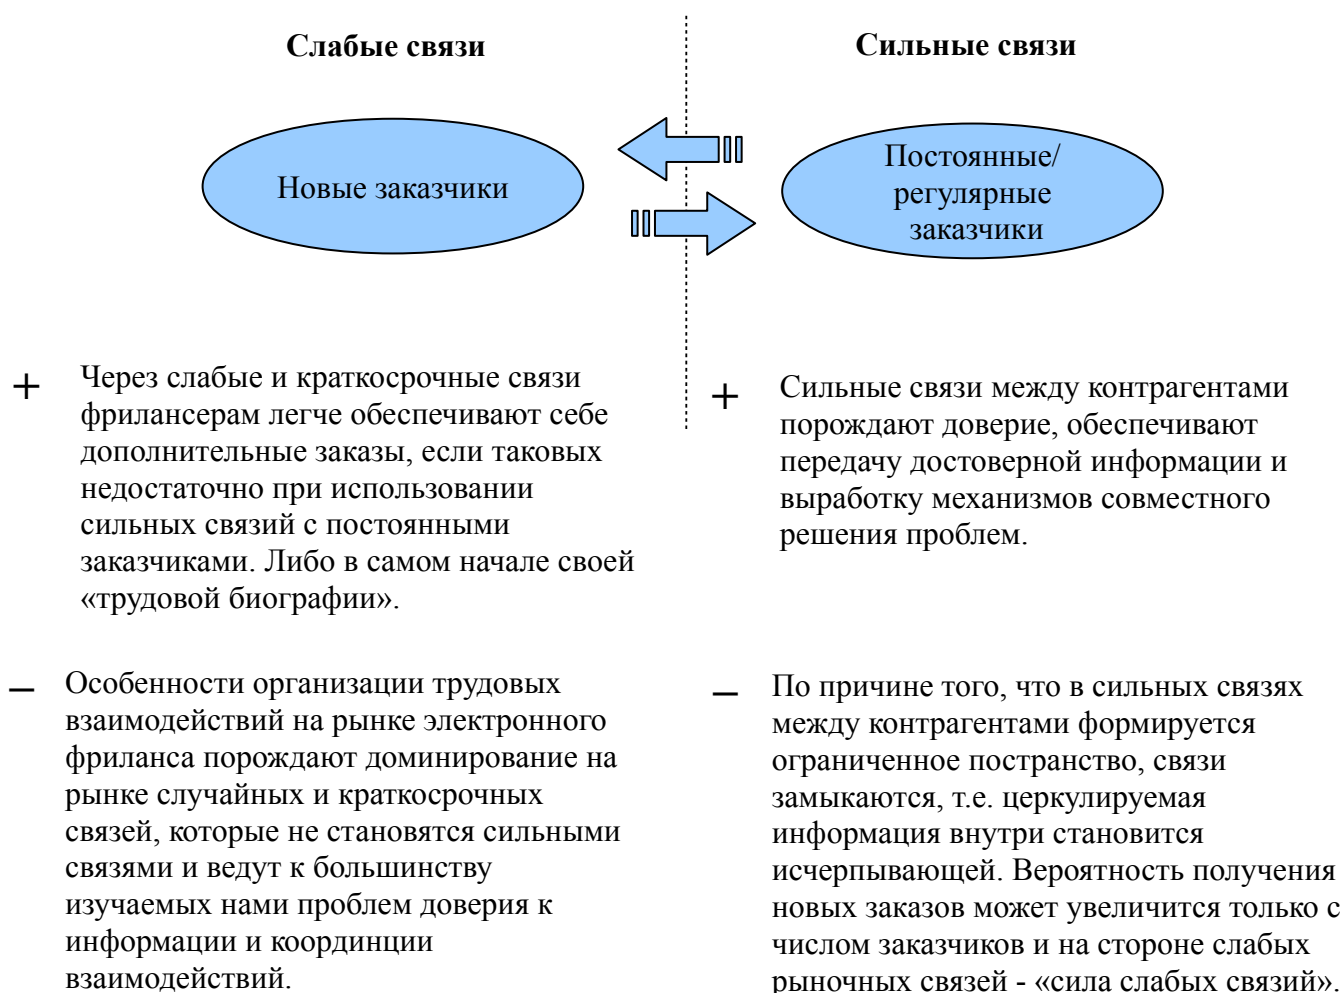 Слабые связи
Сильные связи
Новые заказчики
Постоянные/
регулярные
заказчики
+
Через слабые и краткосрочные связи
фрилансерам легче обеспечивают себе
дополнительные заказы, если таковых
недостаточно при использовании
сильных связий с постоянными
заказчиками. Либо в самом начале своей
«трудовой биографии».
+
Сильные связи между контрагентами
порождают доверие, обеспечивают
передачу достоверной информации и
выработку механизмов совместного
решения проблем.
–
Особенности организации трудовых
взаимодействий на рынке электронного
фриланса порождают доминирование на
рынке случайных и краткосрочных
связей, которые не становятся сильными
связями и ведут к большинству
изучаемых нами проблем доверия к
информации и координции
взаимодействий.
–
По причине того, что в сильных связях
между контрагентами формируется
ограниченное постранство, связи
замыкаются, т.е. церкулируемая
информация внутри становится
исчерпывающей. Вероятность получения
новых заказов может увеличится только с
числом заказчиков и на стороне слабых
рыночных связей - «сила слабых связий».